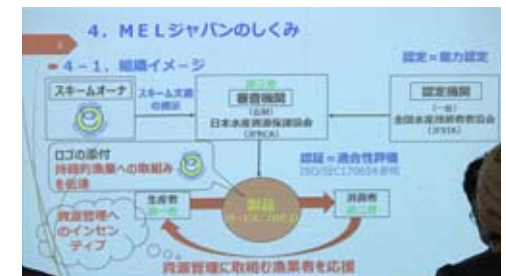 4. MELジャパンのしくみ
4-1. 組織イメージ
認定=能力認定
スキームオーナ
スキーム文書
の提示
第三者
審査機関
(公財)
日本水産資源保護協会
(JFRCA)
認定機関
(一社)
全国水産技術者協会
(JFSTA)
ロゴの添付
持続的漁業への取組み
を伝達
認証=適合性評価
ISO/IEC17065を参照
生産者
第一者
製品
消費者
第二者
資源管理へ
のインセン
ティブ
資源管理に取組む漁業者を応援